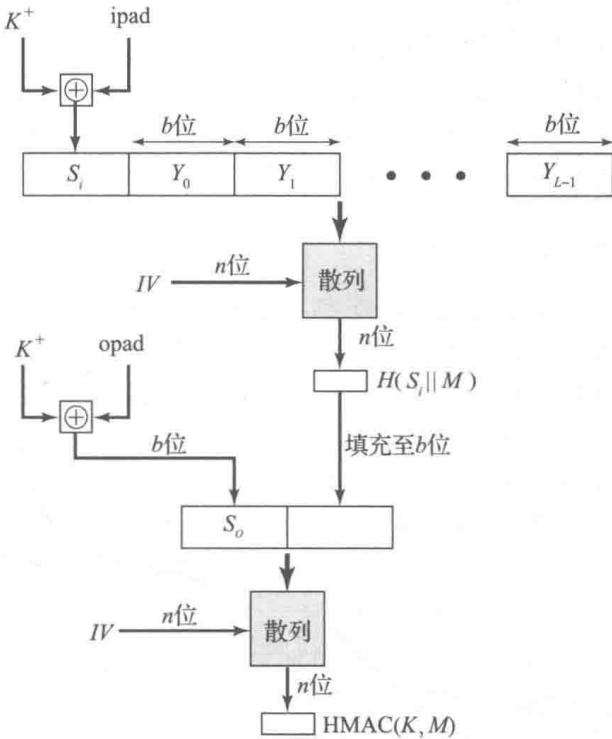 K⁺ ipad
⊕
b位 b位 b位
Sᵢ Y₀ Y₁ • • • Y_{L−1}
散列
IV n位
n位
K⁺ opad
H(Sᵢ||M)
⊕
b位 填充至b位
Sₒ
散列
IV n位
n位
HMAC(K, M)